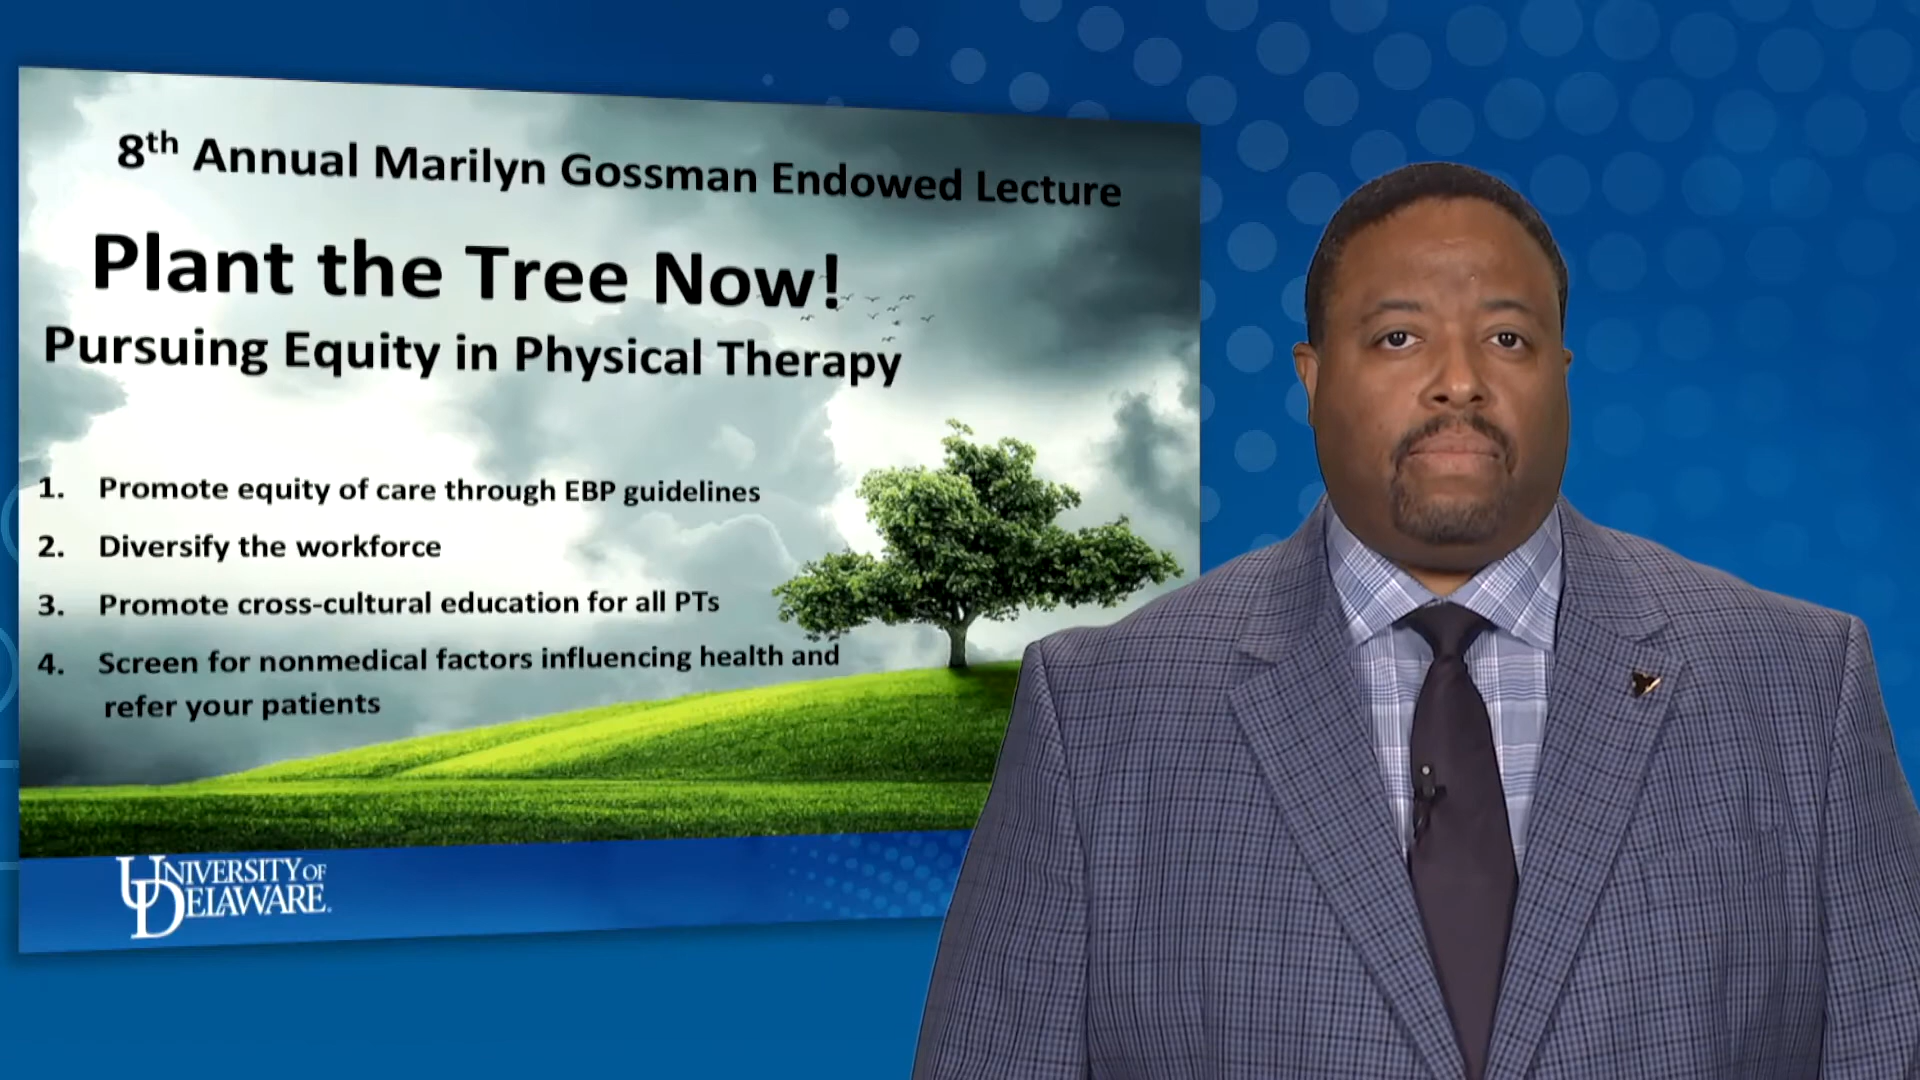 8th Annual Marilyn Gossman Endowed Lecture
Plant the Tree Now!
Pursuing Equity in Physical Therapy
1. Promote equity of care through EBP guidelines
2. Diversify the workforce
3. Promote cross-cultural education for all PTs
4. Screen for nonmedical factors influencing health and
refer your patients
UNIVERSITY OF
DELAWARE